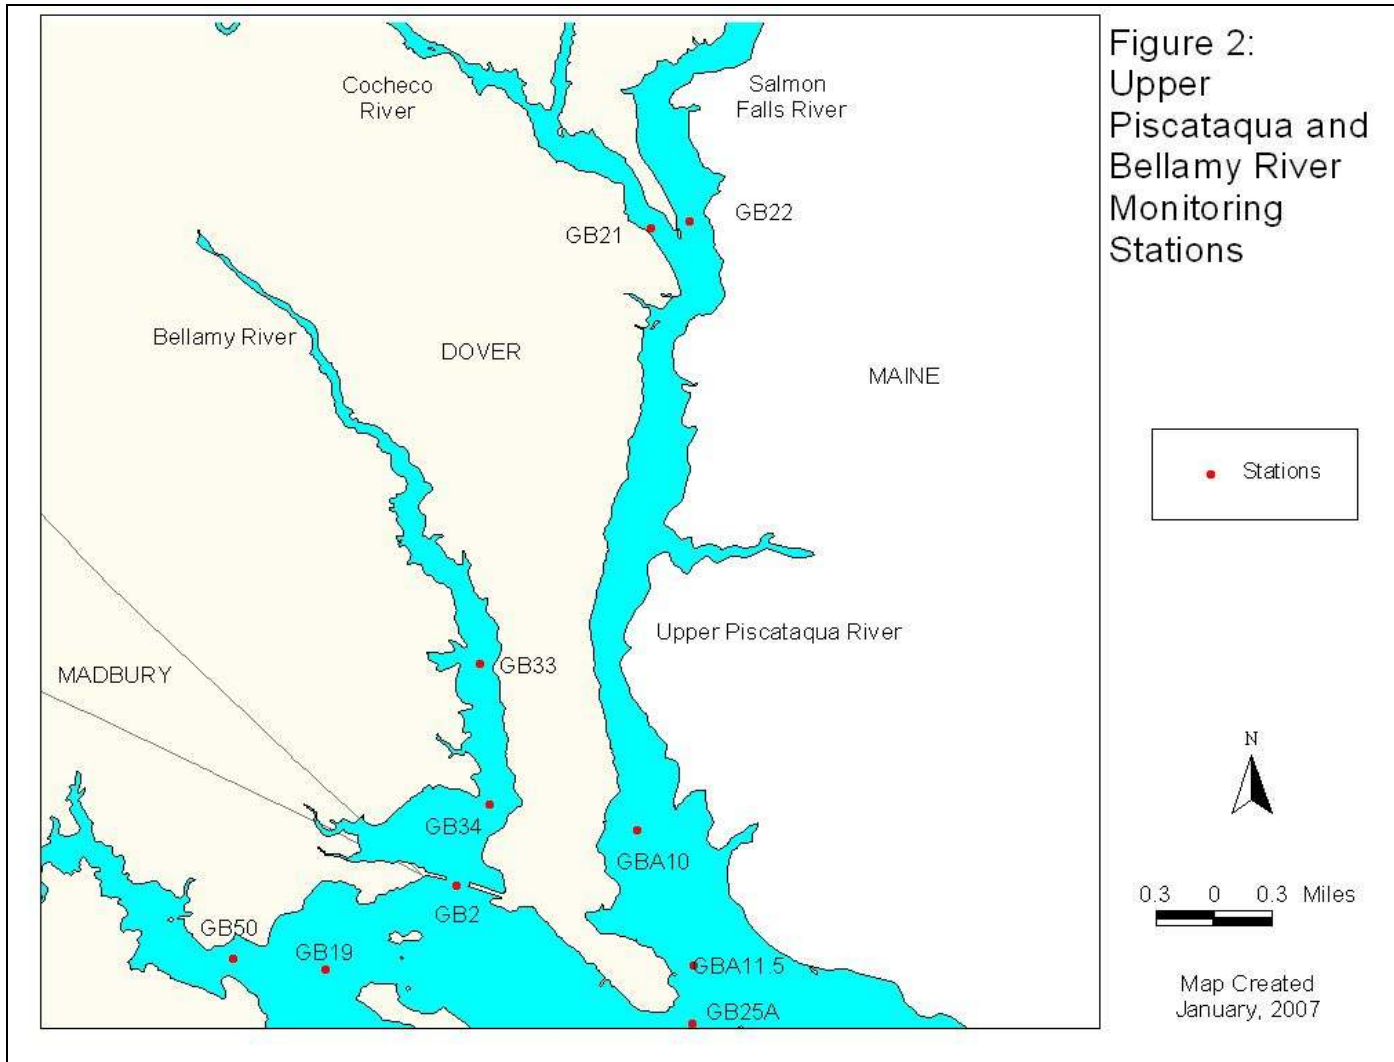 Figure 2:
Upper
Piscataqua and
Bellamy River
Monitoring
Stations
Cocheco
River
Salmon
Falls River
GB22
GB21
Bellamy River
DOVER
MAINE
Stations
Upper Piscataqua River
GB33
MADBURY
GB34
GBA10
GB2
GB50
GB19
GBA11.5
GB25A
N
0.3 0 0.3 Miles
Map Created
January, 2007